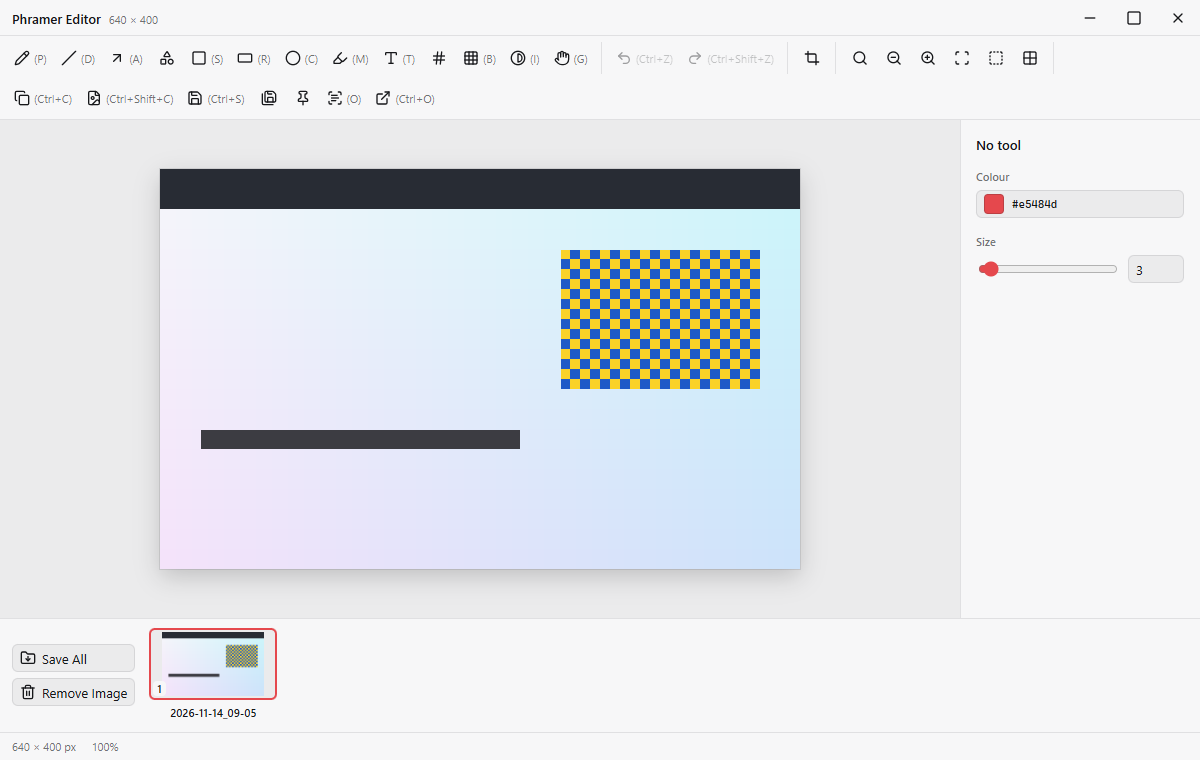 Phramer Editor 640 × 400
(P) (D) (A) (S) (R) (C) (M) (T) (B) (I) (G) (Ctrl+Z) (Ctrl+Shift+Z)
(Ctrl+C) (Ctrl+Shift+C) (Ctrl+S) (O) (Ctrl+O)
No tool
Colour
#e5484d
Size
3
Save All
Remove Image
1
2026-11-14_09-05
640 × 400 px 100%